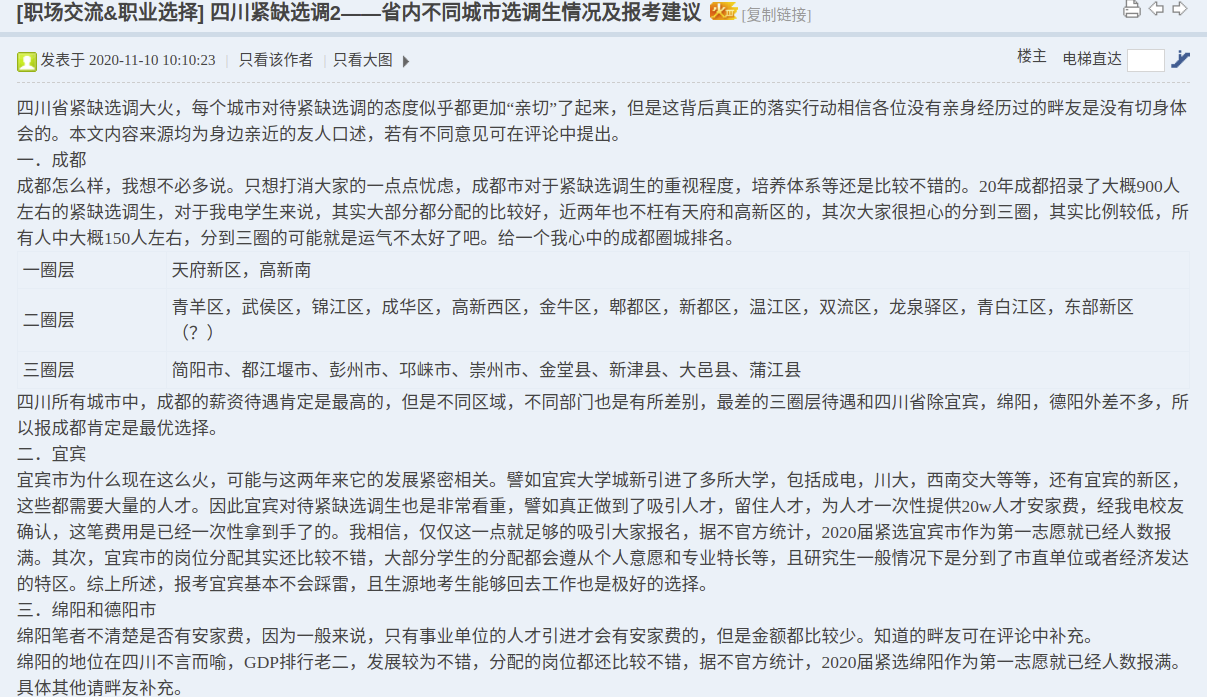 [职场交流&职业选择] 四川紧缺选调2——省内不同城市选调生情况及报考建议 火 [复制链接]
发表于 2020-11-10 10:10:23 | 只看该作者 | 只看大图
楼主 电梯直达
四川省紧缺选调大火，每个城市对待紧缺选调的态度似乎都更加“亲切”了起来，但是这背后真正的落实行动相信各位没有亲身经历过的畔友是没有切身体
会的。本文内容来源均为身边亲近的友人口述，若有不同意见可在评论中提出。
一．成都
成都怎么样，我想不必多说。只想打消大家的一点点忧虑，成都市对于紧缺选调生的重视程度，培养体系等还是比较不错的。20年成都招录了大概900人
左右的紧缺选调生，对于我电学生来说，其实大部分都分配的比较好，近两年也不枉有天府和高新区的，其次大家很担心的分到三圈，其实比例较低，所
有人中大概150人左右，分到三圈的可能就是运气不太好了吧。给一个我心中的成都圈城排名。
一圈层 天府新区，高新南
二圈层 青羊区，武侯区，锦江区，成华区，高新西区，金牛区，郫都区，新都区，温江区，双流区，龙泉驿区，青白江区，东部新区
（？）
三圈层 简阳市、都江堰市、彭州市、邛崃市、崇州市、金堂县、新津县、大邑县、蒲江县
四川所有城市中，成都的薪资待遇肯定是最高的，但是不同区域，不同部门也是有所差别，最差的三圈层待遇和四川省除宜宾，绵阳，德阳外差不多，所
以报成都肯定是最优选择。
二．宜宾
宜宾市为什么现在这么火，可能与这两年来它的发展紧密相关。譬如宜宾大学城新引进了多所大学，包括成电，川大，西南交大等等，还有宜宾的新区，
这些都需要大量的人才。因此宜宾对待紧缺选调生也是非常看重，譬如真正做到了吸引人才，留住人才，为人才一次性提供20w人才安家费，经我电校友
确认，这笔费用是已经一次性拿到手了的。我相信，仅仅这一点就足够的吸引大家报名，据不官方统计，2020届紧选宜宾市作为第一志愿就已经人数报
满。其次，宜宾市的岗位分配其实还比较不错，大部分学生的分配都会遵从个人意愿和专业特长等，且研究生一般情况下是分到了市直单位或者经济发达
的特区。综上所述，报考宜宾基本不会踩雷，且生源地考生能够回去工作也是极好的选择。
三．绵阳和德阳市
绵阳笔者不清楚是否有安家费，因为一般来说，只有事业单位的人才引进才会有安家费的，但是金额都比较少。知道的畔友可在评论中补充。
绵阳的地位在四川不言而喻，GDP排行老二，发展较为不错，分配的岗位都还比较不错，据不官方统计，2020届紧选绵阳作为第一志愿就已经人数报满。
具体其他请畔友补充。